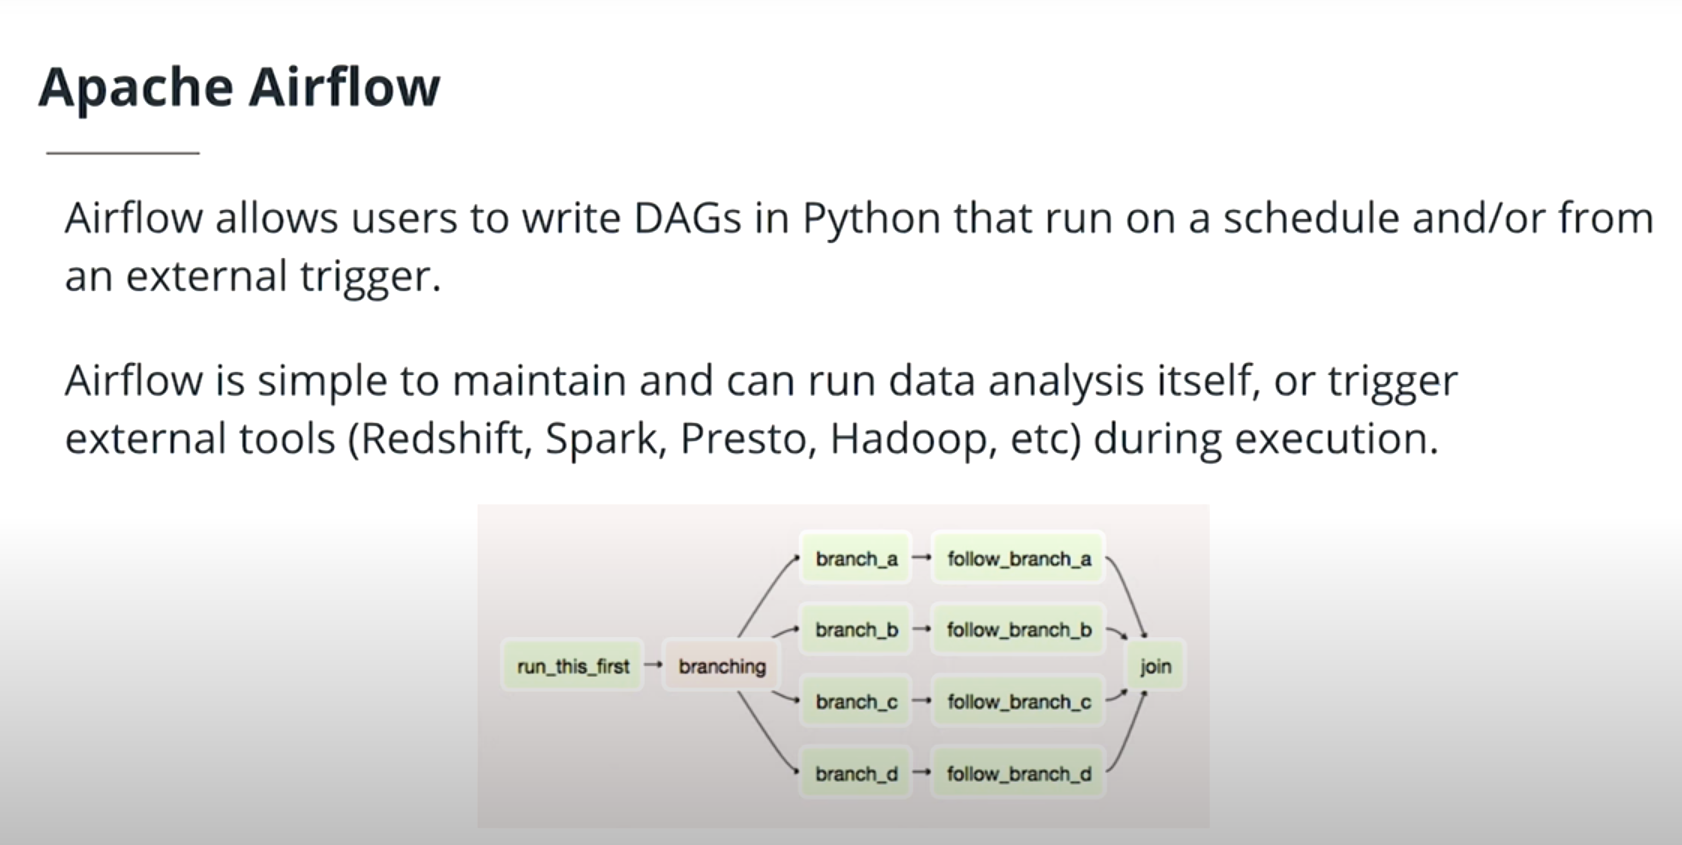 Apache Airflow
Airflow allows users to write DAGs in Python that run on a schedule and/or from
an external trigger.
Airflow is simple to maintain and can run data analysis itself, or trigger
external tools (Redshift, Spark, Presto, Hadoop, etc) during execution.
run_this_first
branching
branch_a
follow_branch_a
branch_b
follow_branch_b
branch_c
follow_branch_c
branch_d
follow_branch_d
join